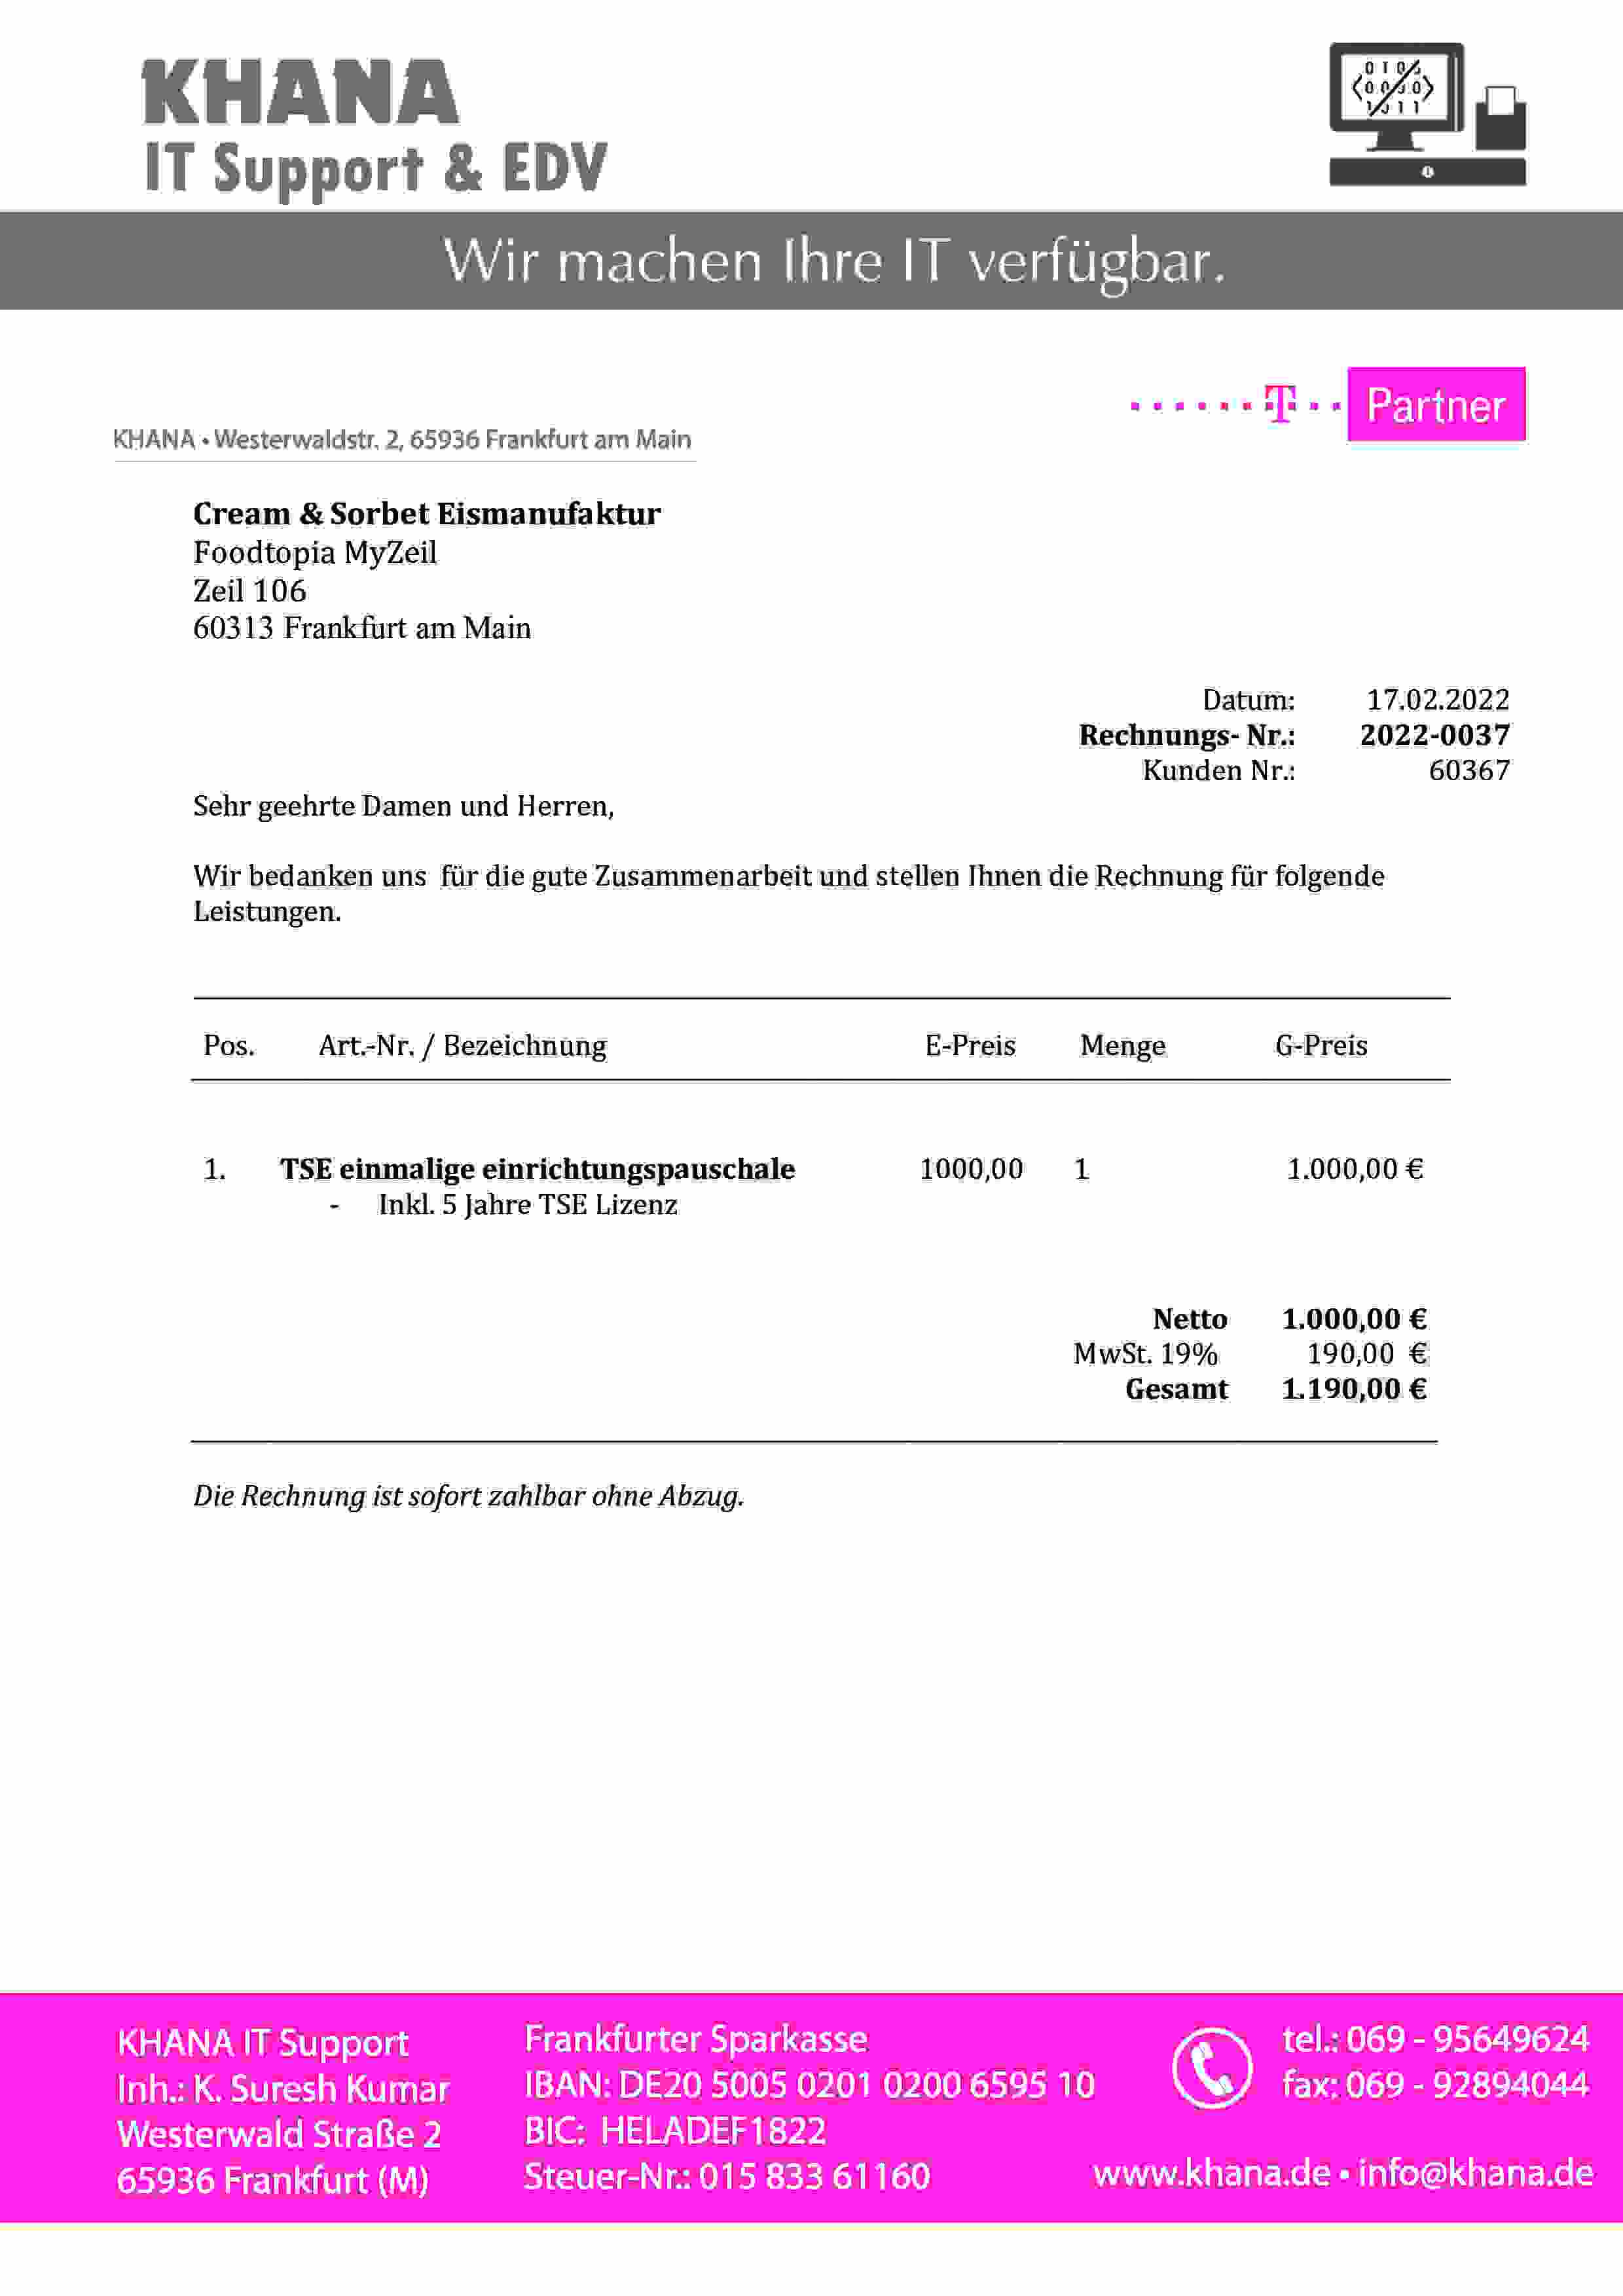 KHANA
IT Support & EDV
Wir machen Ihre IT verfügbar.
T Partner
KHANA • Westerwaldstr. 2, 65936 Frankfurt am Main
Cream & Sorbet Eismanufaktur
Foodtopia MyZeil
Zeil 106
60313 Frankfurt am Main
Datum: 17.02.2022
Rechnungs- Nr.: 2022-0037
Kunden Nr.: 60367
Sehr geehrte Damen und Herren,
Wir bedanken uns für die gute Zusammenarbeit und stellen Ihnen die Rechnung für folgende
Leistungen.
Pos. Art.-Nr. / Bezeichnung E-Preis Menge G-Preis
1. TSE einmalige einrichtungspauschale 1000,00 1 1.000,00 €
- Inkl. 5 Jahre TSE Lizenz
Netto 1.000,00 €
MwSt. 19% 190,00 €
Gesamt 1.190,00 €
Die Rechnung ist sofort zahlbar ohne Abzug.
KHANA IT Support
Inh.: K. Suresh Kumar
Westerwald Straße 2
65936 Frankfurt (M)
Frankfurter Sparkasse
IBAN: DE20 5005 0201 0200 6595 10
BIC: HELADEF1822
Steuer-Nr.: 015 833 61160
tel.: 069 - 95649624
fax: 069 - 92894044
www.khana.de • info@khana.de